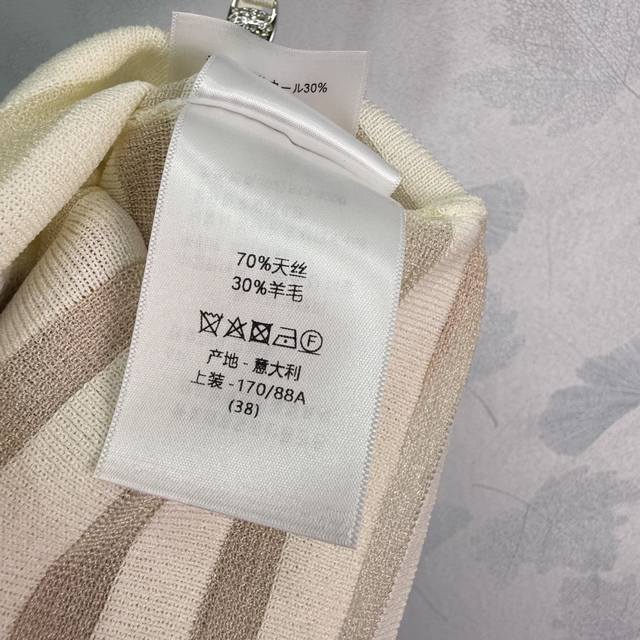 ール30%
70%天丝
30%羊毛
产地 - 意大利
上装 - 170/88A
(38)